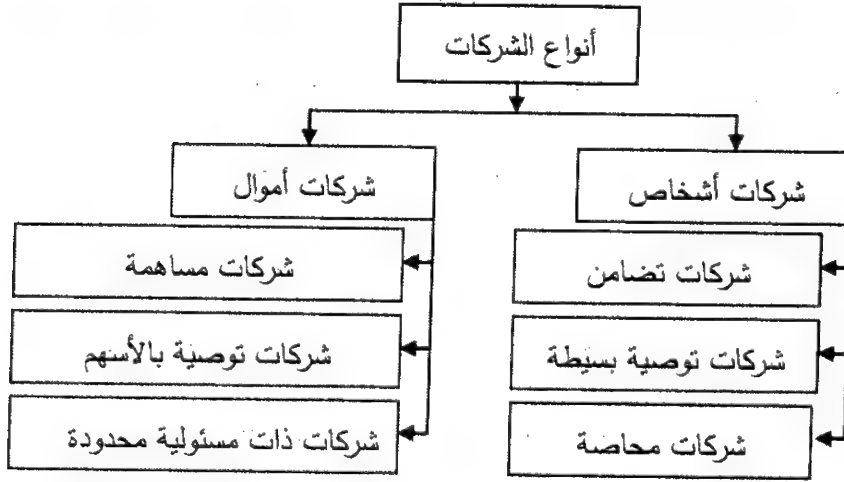 أنواع الشركات
شركات أشخاص
شركات أموال
شركات تضامن
شركات مساهمة
شركات توصية بسيطة
شركات توصية بالأسهم
شركات محاصة
شركات ذات مسئولية محدودة